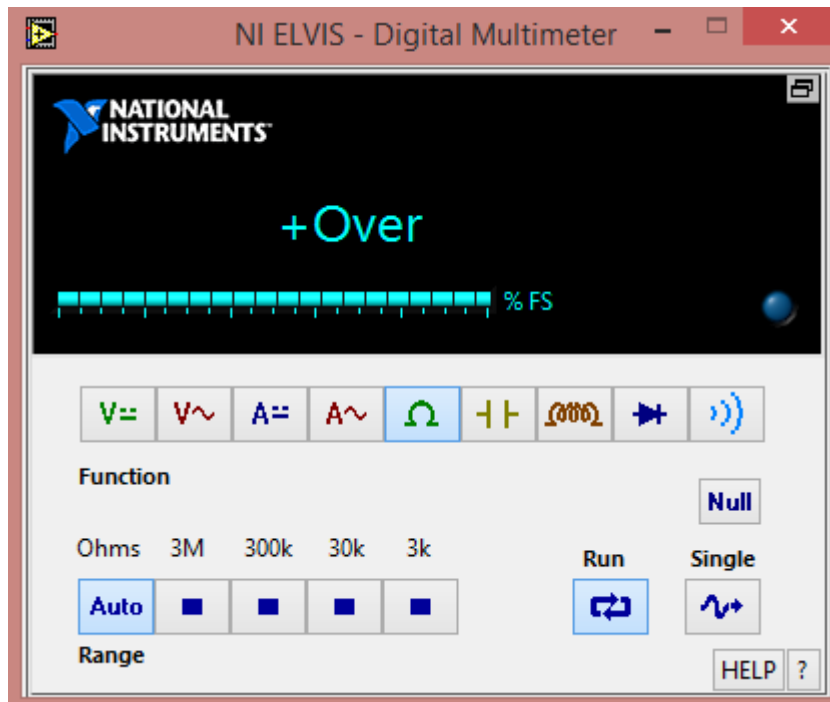 NI ELVIS - Digital Multimeter
NATIONAL
INSTRUMENTS™
+Over
% FS
V V A A Ω
Function
Null
Ohms 3M 300k 30k 3k
Run Single
Auto
Range
HELP ?